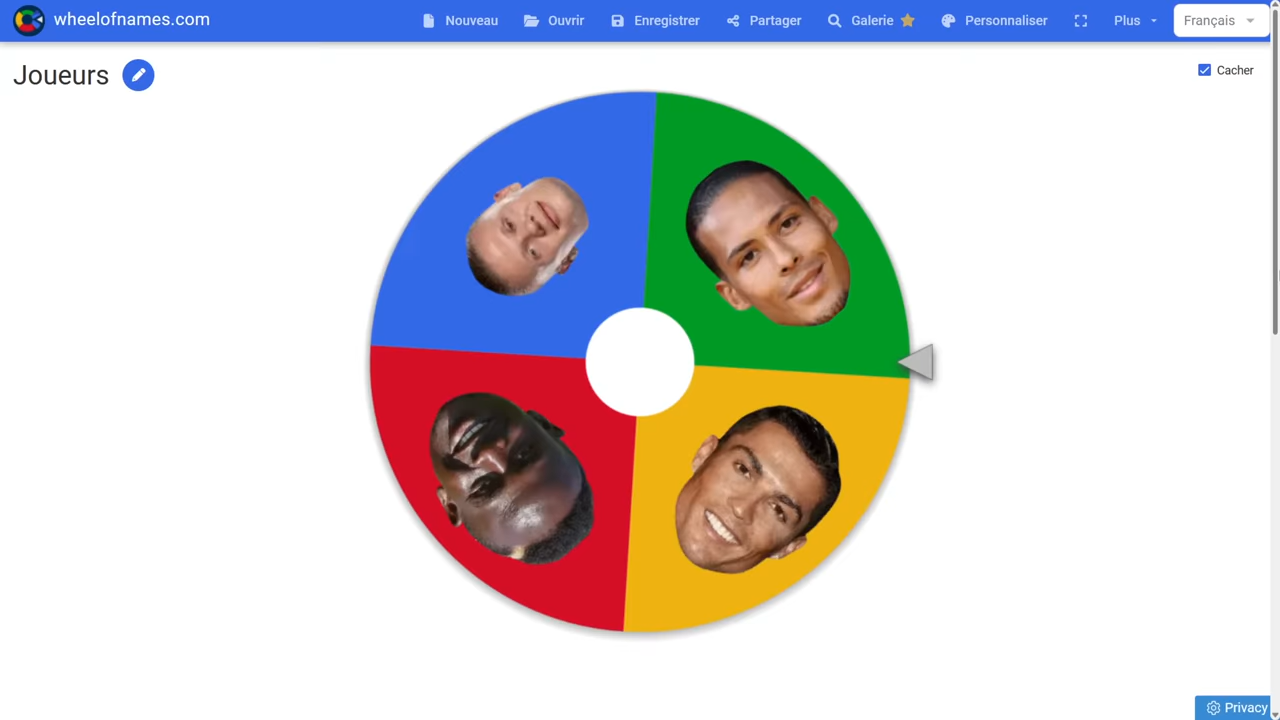 wheelofnames.com
Nouveau
Ouvrir
Enregistrer
Partager
Galerie
Personnaliser
Plus
Français
Joueurs
Cacher
Privacy